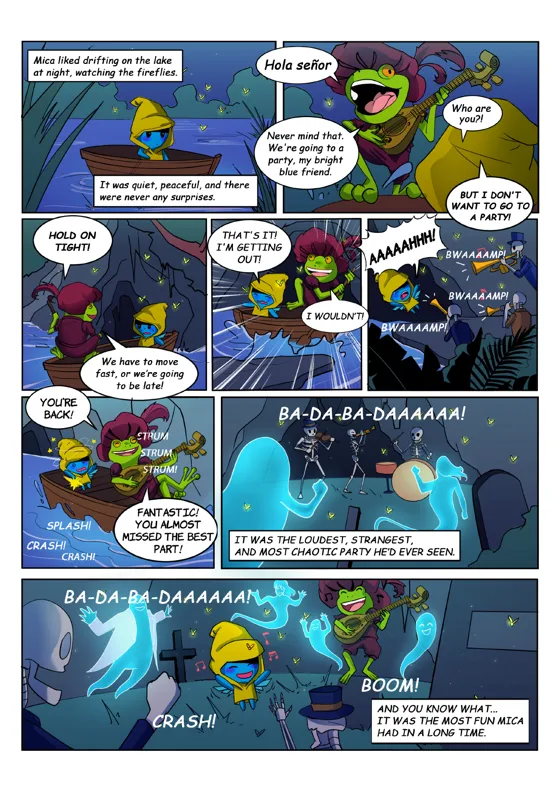 Mica liked drifting on the lake
at night, watching the fireflies.
It was quiet, peaceful, and there
were never any surprises.
Hola señor
Never mind that.
We're going to a
party, my bright
blue friend.
Who are
you?!
BUT I DON'T
WANT TO GO TO
A PARTY!
HOLD ON
TIGHT!
We have to move
fast, or we're going
to be late!
THAT'S IT!
I'M GETTING
OUT!
I WOULDN'T!
AAAAAHHH!
BWAAAAMP!
BWAAAAMP!
BWAAAAMP!
YOU'RE
BACK!
STRUM
STRUM
STRUM!
FANTASTIC!
YOU ALMOST
MISSED THE BEST
PART!
SPLASH!
CRASH!
CRASH!
BA-DA-BA-DAAAAAA!
IT WAS THE LOUDEST, STRANGEST,
AND MOST CHAOTIC PARTY HE'D EVER SEEN.
BA-DA-BA-DAAAAAA!
BOOM!
CRASH!
AND YOU KNOW WHAT...
IT WAS THE MOST FUN MICA
HAD IN A LONG TIME.